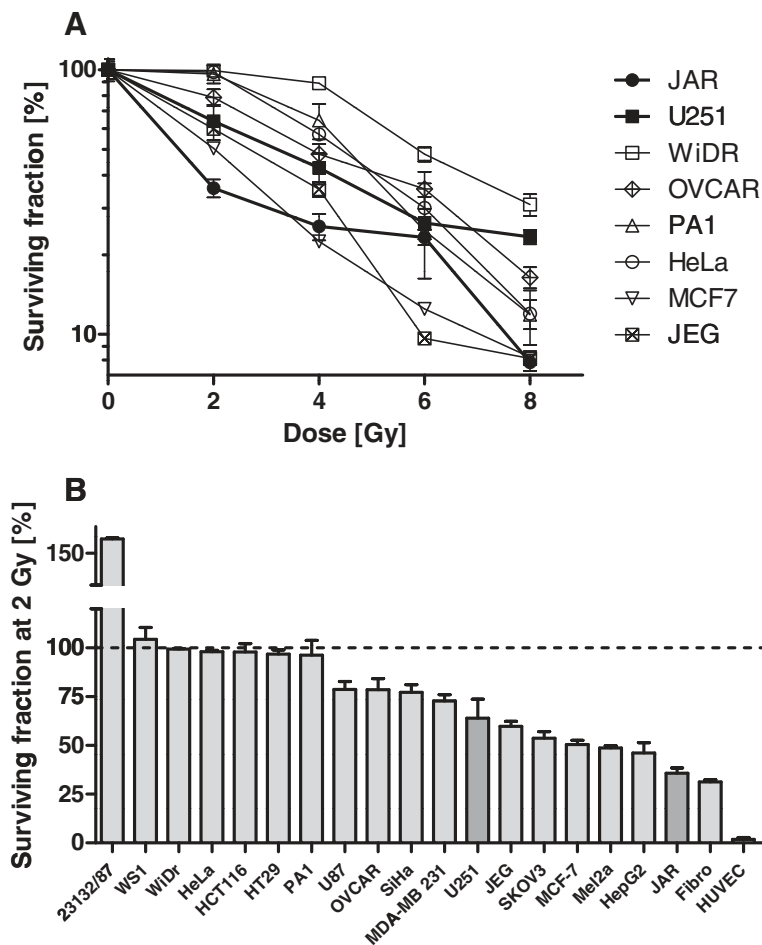 A
Surviving fraction [%]
100
10
0 2 4 6 8
Dose [Gy]
JAR
U251
WiDR
OVCAR
PA1
HeLa
MCF7
JEG
B
Surviving fraction at 2 Gy [%]
150
100
75
50
25
0
23132/87
WS1
WiDr
HeLa
HCT116
HT29
PA1
U87
OVCAR
SiHa
MDA-MB 231
U251
JEG
SKOV3
MCF-7
Mel2a
HepG2
JAR
Fibro
HUVEC